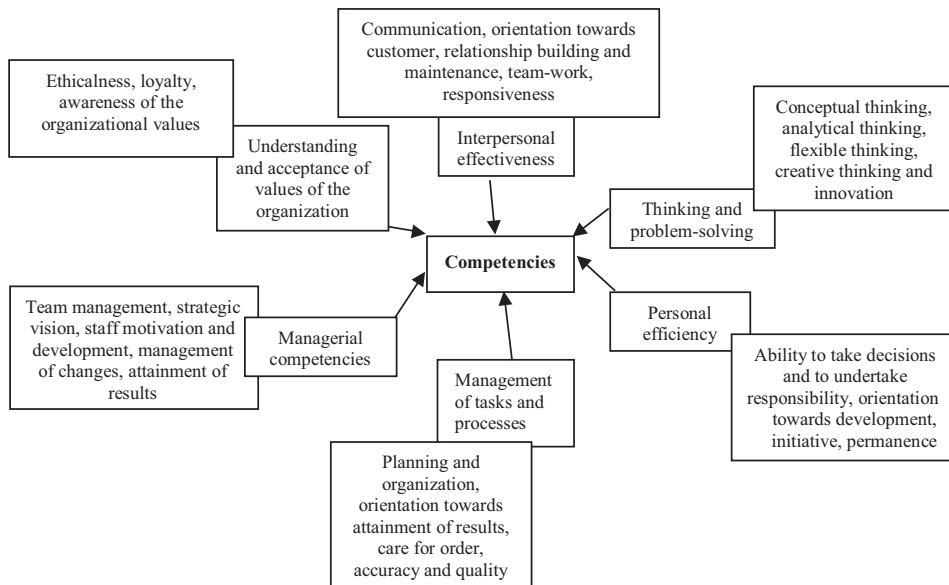 Communication, orientation towards
customer, relationship building and
maintenance, team-work,
responsiveness
Interpersonal
effectiveness
Ethicalness, loyalty,
awareness of the
organizational values
Understanding
and acceptance of
values of the
organization
Conceptual thinking,
analytical thinking,
flexible thinking,
creative thinking and
innovation
Thinking and
problem-solving
Competencies
Team management, strategic
vision, staff motivation and
development, management
of changes, attainment of
results
Managerial
competencies
Personal
efficiency
Ability to take decisions
and to undertake
responsibility, orientation
towards development,
initiative, permanence
Management
of tasks and
processes
Planning and
organization,
orientation towards
attainment of results,
care for order,
accuracy and quality